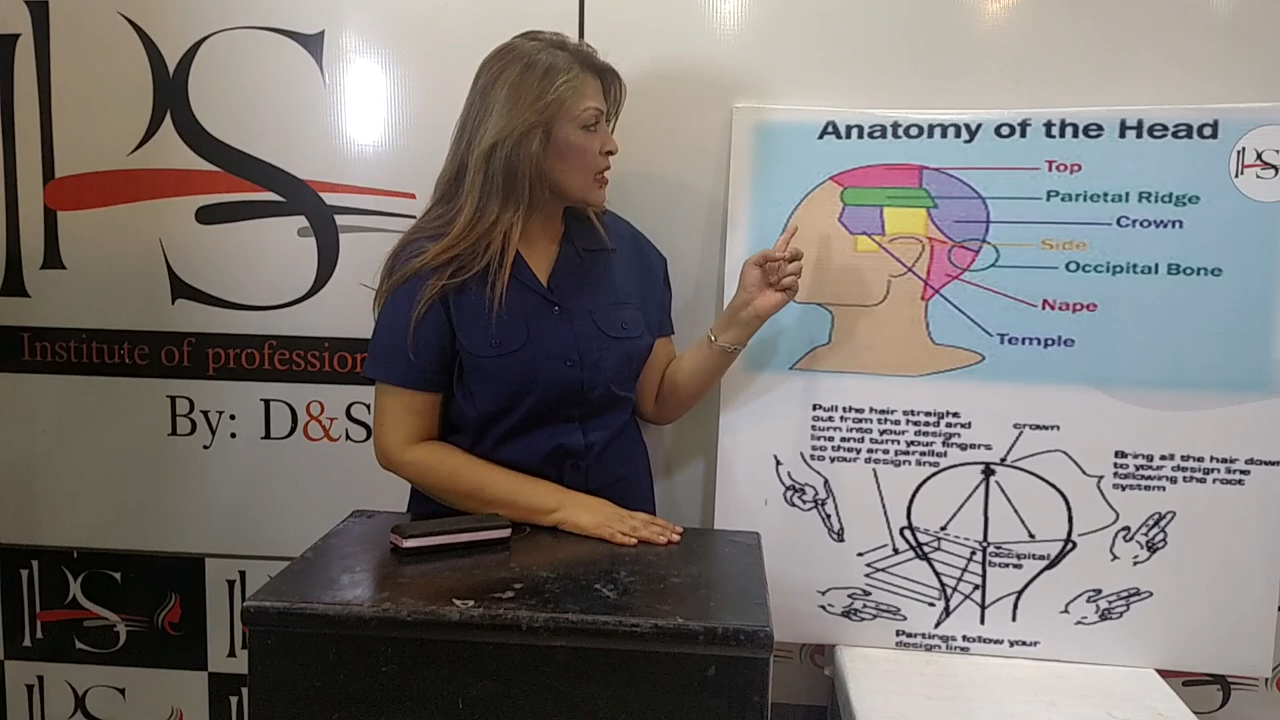 IPS
Institute of profession
By: D&S
IPS
Anatomy of the Head
IPS
Top
Parietal Ridge
Crown
Side
Occipital Bone
Nape
Temple
Pull the hair straight
out from the head and
turn into your design
line and turn your fingers
so they are parallel
to your design line
crown
Bring all the hair down
to your design line
following the root
system
occipital
bone
Partings follow your
design line